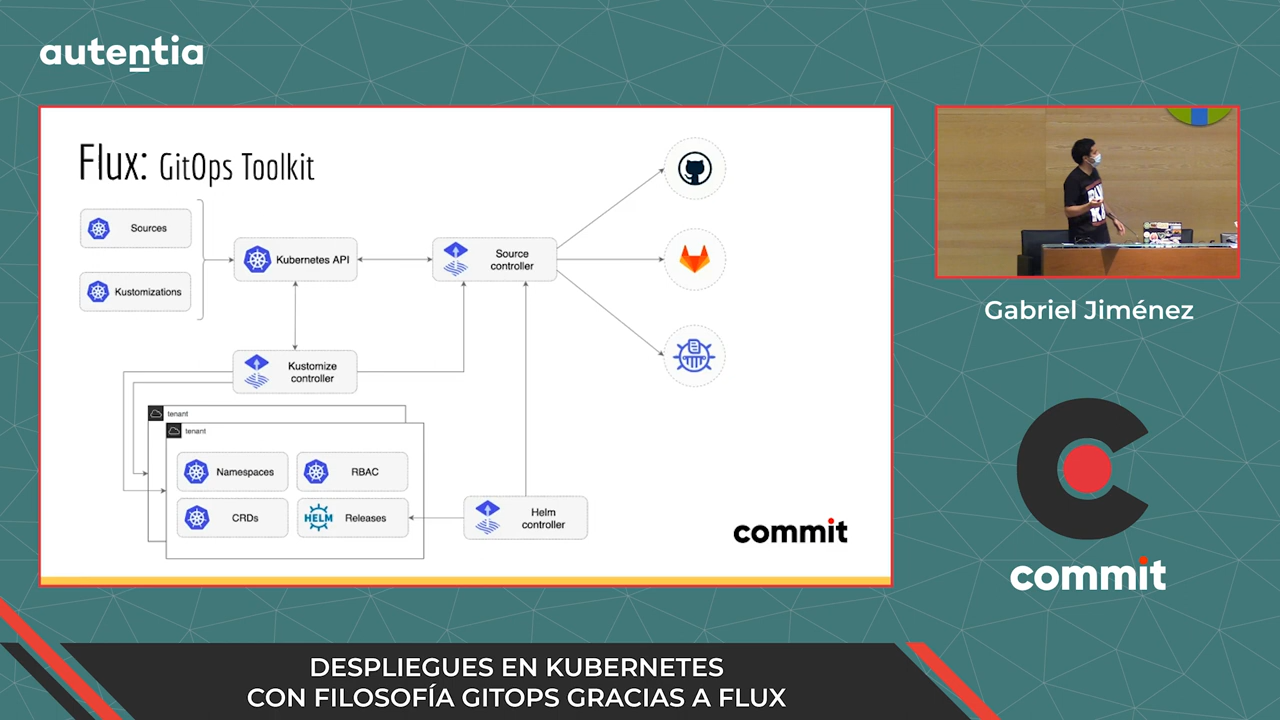 autentia
Flux: GitOps Toolkit
Sources
Kustomizations
Kubernetes API
Source
controller
Kustomize
controller
tenant
tenant
Namespaces
RBAC
CRDs
HELM
Releases
Helm
controller
commit
Gabriel Jiménez
commit
DESPLIEGUES EN KUBERNETES
CON FILOSOFÍA GITOPS GRACIAS A FLUX